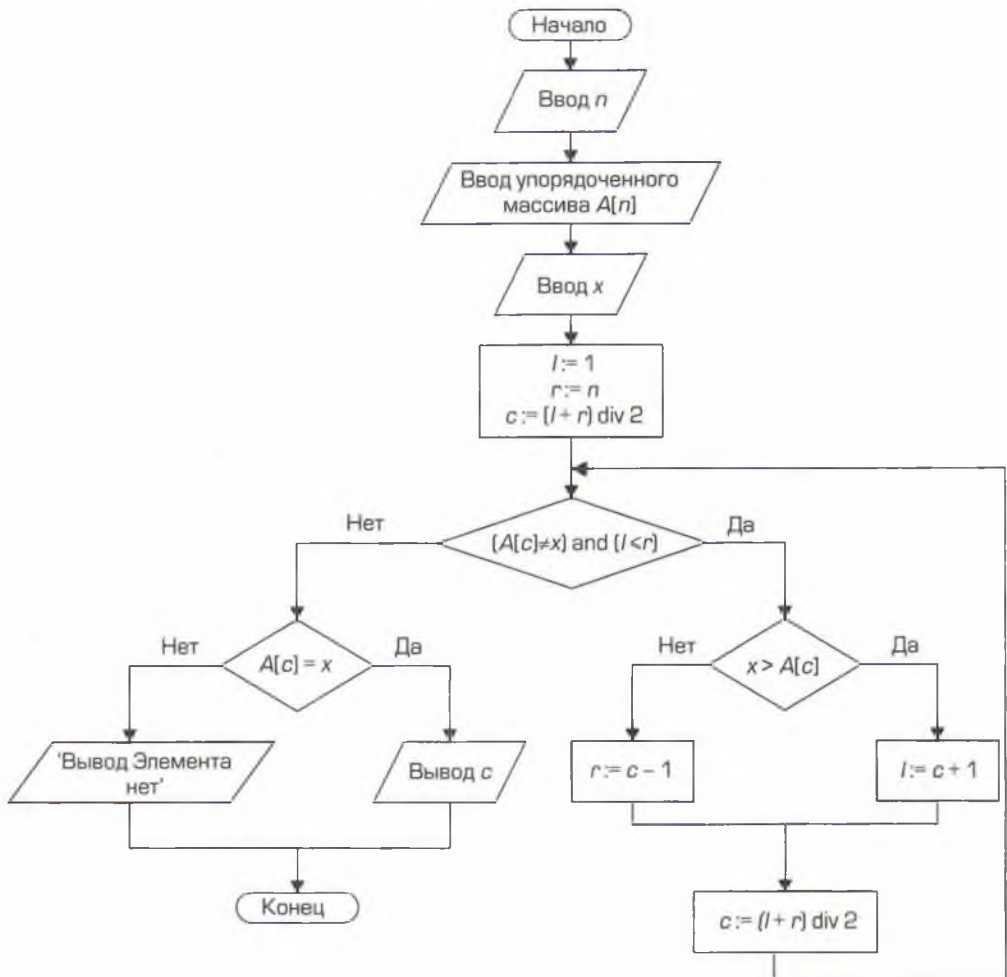 Начало
Ввод n
Ввод упорядоченного
массива A[n]
Ввод x
l := 1
r := n
c := (l + r) div 2
Нет
(A[c]≠x) and (l<r)
Да
Нет
A[c] = x
Да
Нет
x > A[c]
Да
'Вывод Элемента
нет'
Вывод c
r := c – 1
l := c + 1
Конец
c := (l + r) div 2